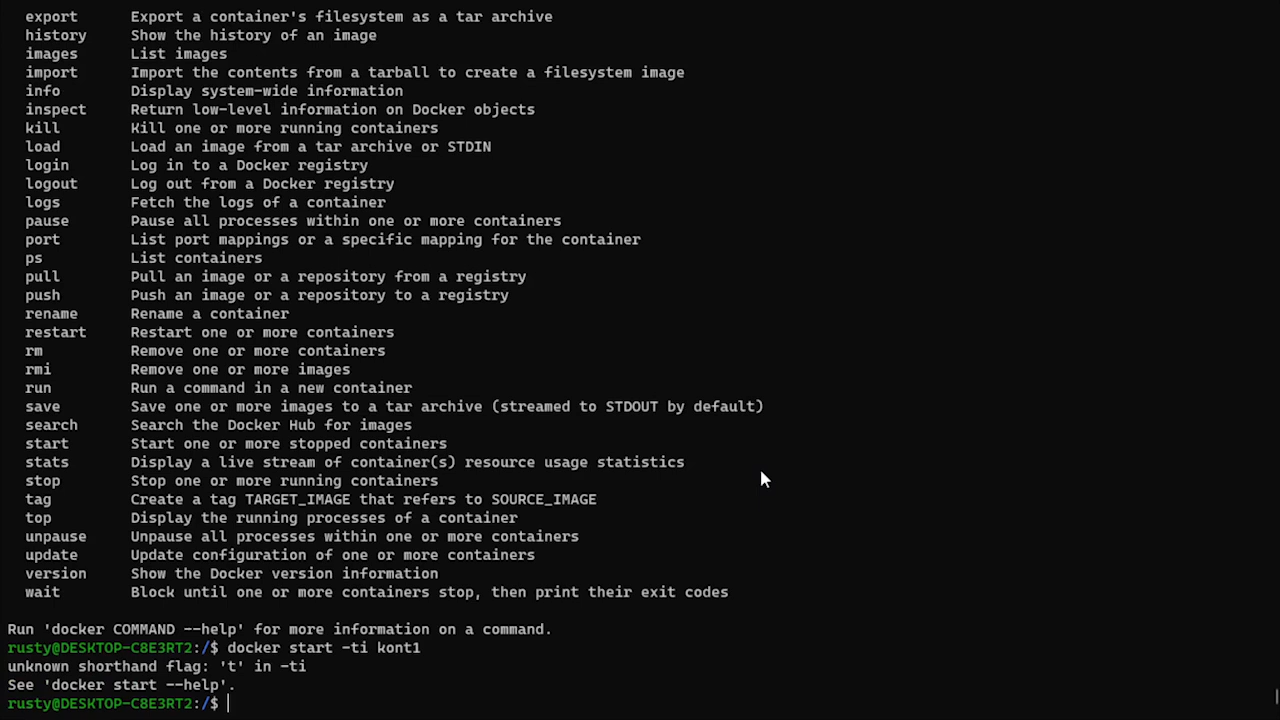 export      Export a container's filesystem as a tar archive
history     Show the history of an image
images      List images
import      Import the contents from a tarball to create a filesystem image
info        Display system-wide information
inspect     Return low-level information on Docker objects
kill        Kill one or more running containers
load        Load an image from a tar archive or STDIN
login       Log in to a Docker registry
logout      Log out from a Docker registry
logs        Fetch the logs of a container
pause       Pause all processes within one or more containers
port        List port mappings or a specific mapping for the container
ps          List containers
pull        Pull an image or a repository from a registry
push        Push an image or a repository to a registry
rename      Rename a container
restart     Restart one or more containers
rm          Remove one or more containers
rmi         Remove one or more images
run         Run a command in a new container
save        Save one or more images to a tar archive (streamed to STDOUT by default)
search      Search the Docker Hub for images
start       Start one or more stopped containers
stats       Display a live stream of container(s) resource usage statistics
stop        Stop one or more running containers
tag         Create a tag TARGET_IMAGE that refers to SOURCE_IMAGE
top         Display the running processes of a container
unpause     Unpause all processes within one or more containers
update      Update configuration of one or more containers
version     Show the Docker version information
wait        Block until one or more containers stop, then print their exit codes
Run 'docker COMMAND --help' for more information on a command.
rusty@DESKTOP-C8E3RT2:/$ docker start -ti kont1
unknown shorthand flag: 't' in -ti
See 'docker start --help'.
rusty@DESKTOP-C8E3RT2:/$